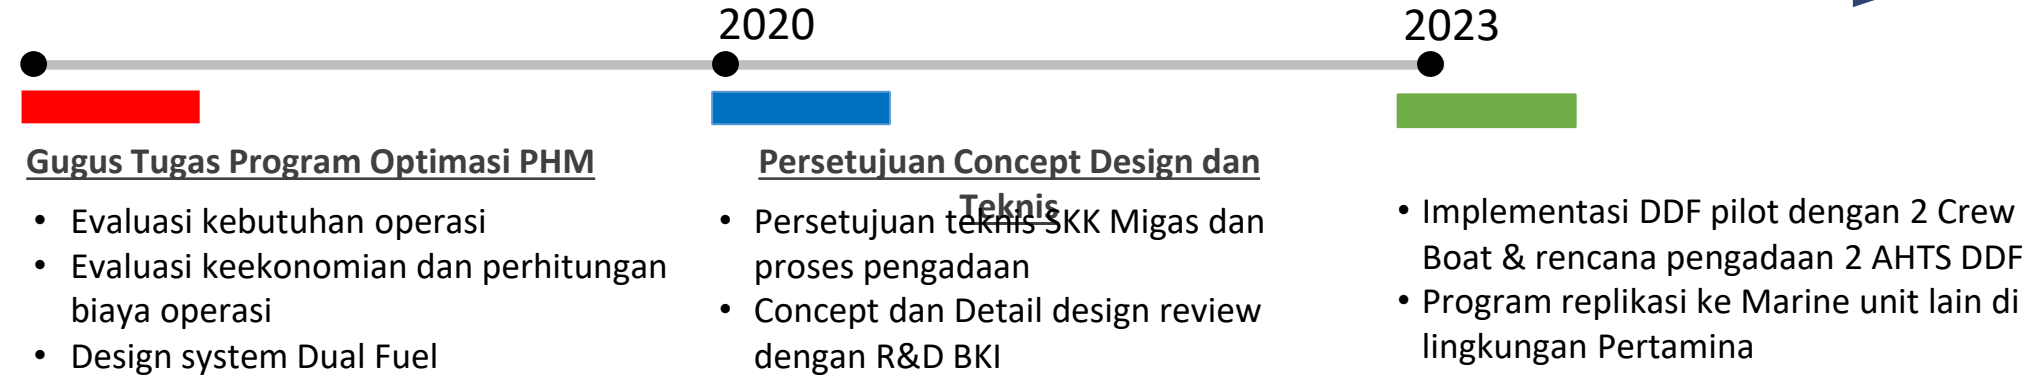 2020
2023
Gugus Tugas Program Optimasi PHM
• Evaluasi kebutuhan operasi
• Evaluasi keekonomian dan perhitungan
biaya operasi
• Design system Dual Fuel
Persetujuan Concept Design dan
Teknis
• Persetujuan teknis SKK Migas dan
proses pengadaan
• Concept dan Detail design review
dengan R&D BKI
• Implementasi DDF pilot dengan 2 Crew
Boat & rencana pengadaan 2 AHTS DDF
• Program replikasi ke Marine unit lain di
lingkungan Pertamina